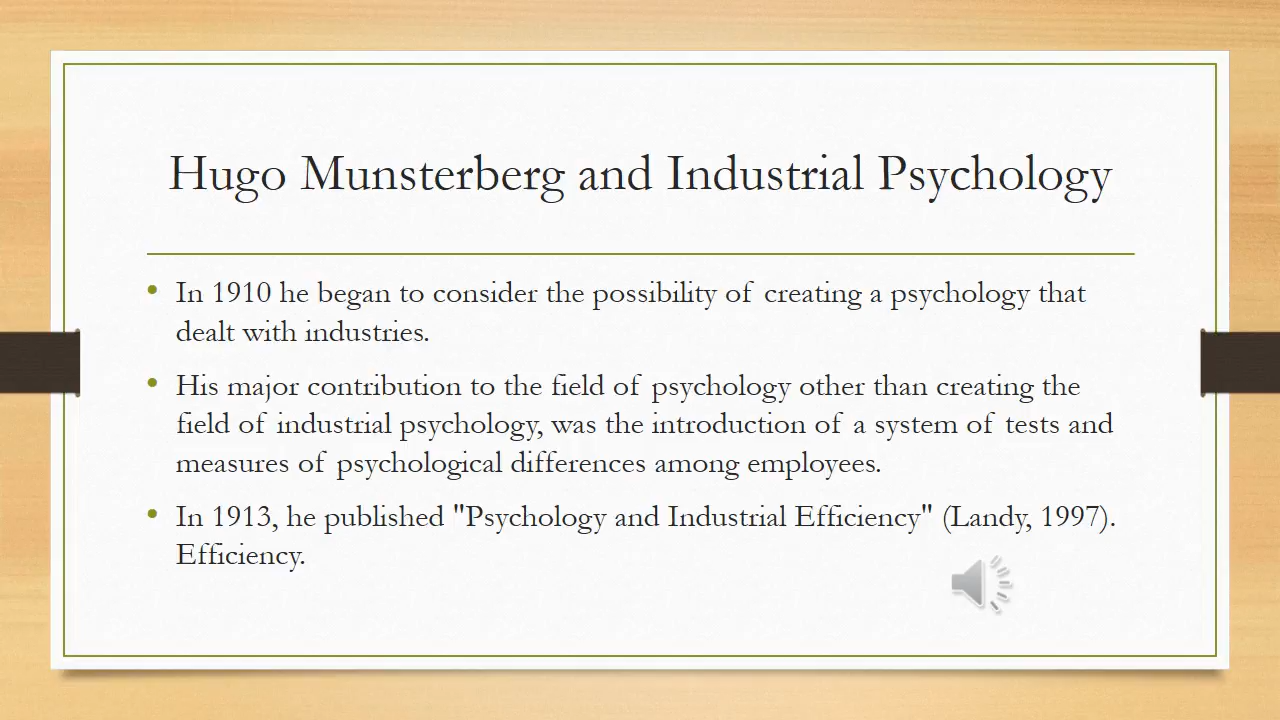 Hugo Munsterberg and Industrial Psychology
• In 1910 he began to consider the possibility of creating a psychology that
dealt with industries.
• His major contribution to the field of psychology other than creating the
field of industrial psychology, was the introduction of a system of tests and
measures of psychological differences among employees.
• In 1913, he published "Psychology and Industrial Efficiency" (Landy, 1997).
Efficiency.